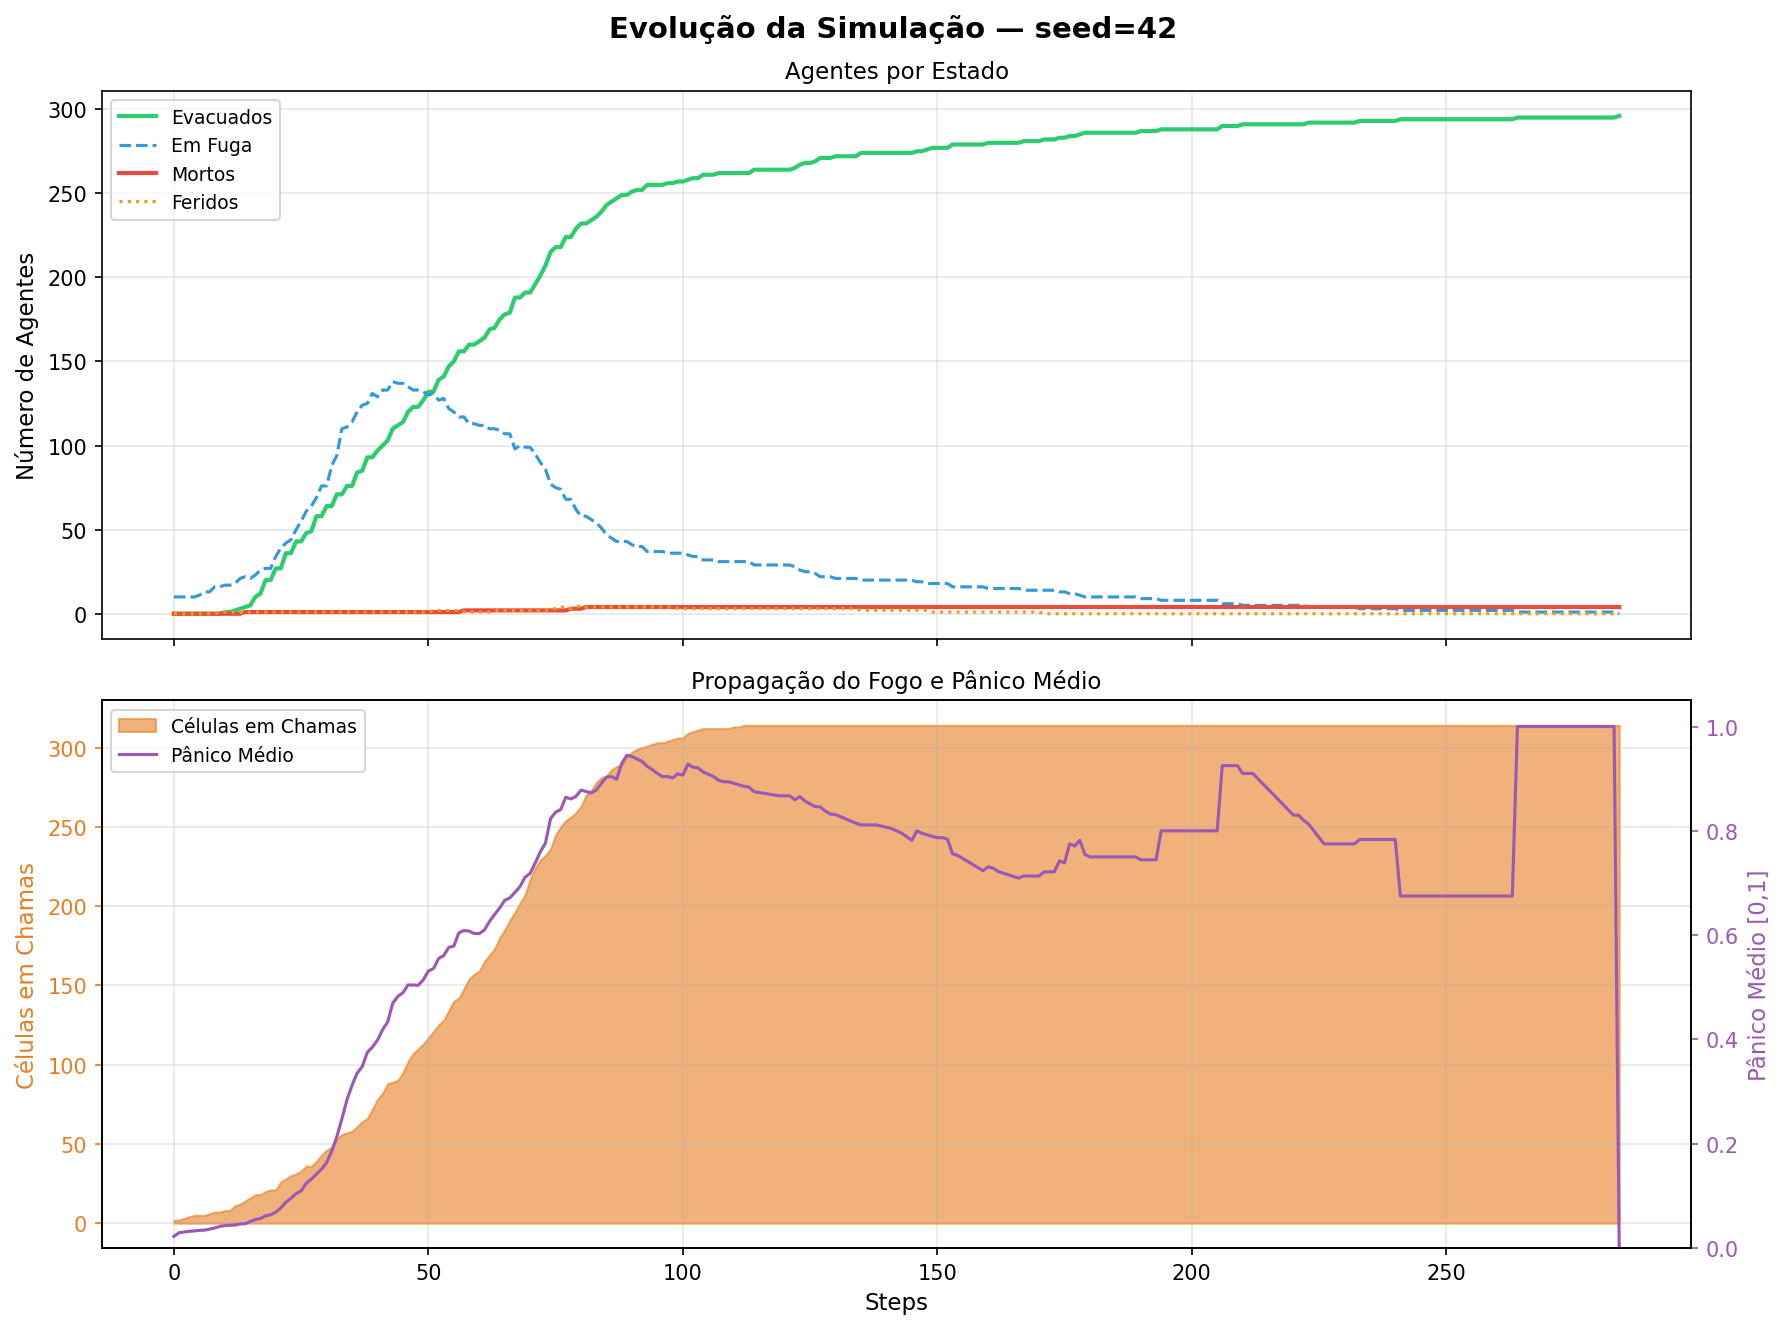 Evolução da Simulação — seed=42
Agentes por Estado
Evacuados
Em Fuga
Mortos
Feridos
Número de Agentes
300
250
200
150
100
50
0
Propagação do Fogo e Pânico Médio
Células em Chamas
Pânico Médio
Células em Chamas
300
250
200
150
100
50
0
1.0
0.8
0.6
0.4
0.2
0.0
Pânico Médio [0,1]
0 50 100 150 200 250
Steps